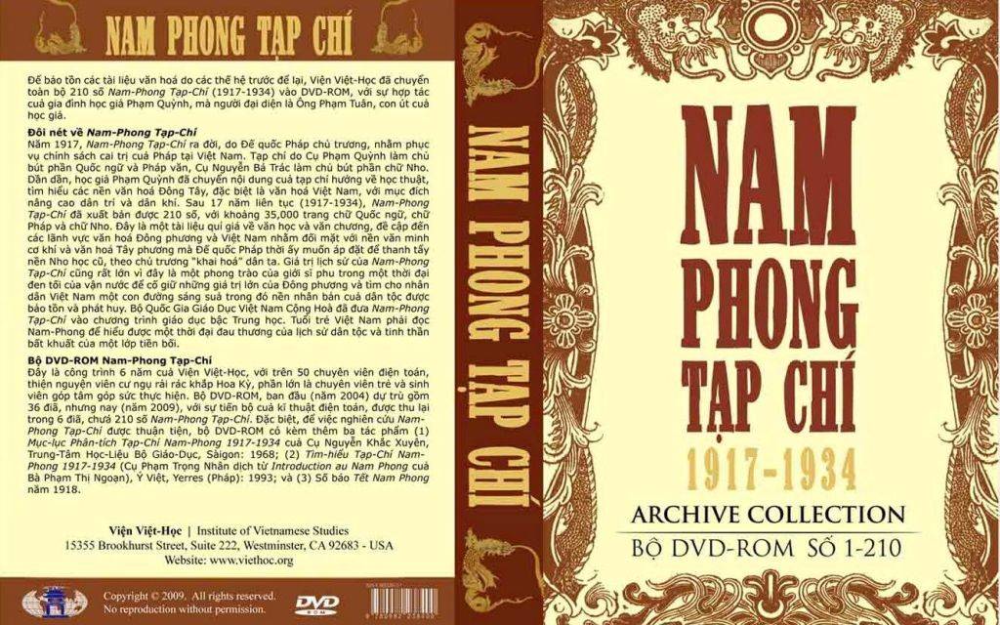 NAM PHONG TẠP CHÍ
Để bảo tồn các tài liệu văn hoá do các thế hệ trước để lại, Viện Việt-Học đã chuyển
toàn bộ 210 số Nam-Phong Tạp-Chí (1917-1934) vào DVD-ROM, với sự hợp tác
cuả gia đình học giả Phạm Quỳnh, mà người đại diện là Ông Phạm Tuân, con út cuả
học giả.
Đôi nét về Nam-Phong Tạp-Chí
Năm 1917, Nam-Phong Tạp-Chí ra đời, do Đế quốc Pháp chủ trương, nhằm phục
vụ chính sách cai trị cuả Pháp tại Việt Nam. Tạp chí do Cụ Phạm Quỳnh làm chủ
bút phần Quốc ngữ và Pháp văn, Cụ Nguyễn Bá Trác làm chủ bút phần chữ Nho.
Dần dần, học giả Phạm Quỳnh đã chuyển nội dung cuả tạp chí hướng về học thuật,
tìm hiểu các nền văn hoá Đông Tây, đặc biệt là văn hoá Việt Nam, với mục đích
nâng cao dân trí và dân khí. Sau 17 năm liên tục (1917-1934), Nam-Phong
Tạp-Chí đã xuất bản được 210 số, với khoảng 35,000 trang chữ Quốc ngữ, chữ
Pháp và chữ Nho. Đây là một tài liệu quí giá về văn học và văn chương, đề cập đến
các lãnh vực văn hoá Đông phương và Việt Nam nhằm đối mặt với nền văn minh
cơ khí và văn hoá Tây phương mà Đế quốc Pháp thời ấy muốn áp đặt để thanh tẩy
nền Nho học cũ, theo chủ trương "khai hoá" dân ta. Giá trị lịch sử của Nam-Phong
Tạp-Chí cũng rất lớn vì đây là một phong trào của giới sĩ phu trong một thời đại
đen tối của vận nước để cố giữ những giá trị lớn của Đông phương và tìm cho nhân
dân Việt Nam một con đường sáng suả trong đó nền nhân bản cuả dân tộc được
bảo tồn và phát huy. Bộ Quốc Gia Giáo Dục Việt Nam Cộng Hoà đã đưa Nam-Phong
Tạp-Chí vào chương trình giáo dục bậc Trung học. Tuổi trẻ Việt Nam phải đọc
Nam-Phong để hiểu được một thời đại đau thương của lịch sử dân tộc và tinh thần
bất khuất của một lớp tiền bối.
Bộ DVD-ROM Nam-Phong Tạp-Chí
Đây là công trình 6 năm cuả Viện Việt-Học, với trên 50 chuyên viên điện toán,
thiện nguyện viên cư ngụ rải rác khắp Hoa Kỳ, phần lớn là chuyên viên trẻ và sinh
viên góp tâm góp sức thực hiện. Bộ DVD-ROM, ban đầu (năm 2004) dự trù gồm
36 điã, nhưng nay (năm 2009), với sự tiến bộ cuả kĩ thuật điện toán, được thu lại
trong 6 điã, chưá 210 số Nam-Phong Tạp-Chí. Đặc biệt, để việc nghiên cứu Nam-
Phong Tạp-Chí được thuận tiện, bộ DVD-ROM có kèm thêm ba tác phẩm (1)
Mục-lục Phân-tích Tạp-Chí Nam-Phong 1917-1934 cuả Cụ Nguyễn Khắc Xuyên,
Trung-Tâm Học-Liệu Bộ Giáo-Dục, Sàigon: 1968; (2) Tìm-hiểu Tạp-Chí Nam-
Phong 1917-1934 (Cụ Phạm Trọng Nhân dịch từ Introduction au Nam Phong cuả
Bà Phạm Thị Ngoạn), Ý Việt, Yerres (Pháp): 1993; và (3) Số báo Tết Nam Phong
năm 1918.
Viện Việt-Học | Institute of Vietnamese Studies
15355 Brookhurst Street, Suite 222, Westminster, CA 92683 - USA
Website: www.viethoc.org
Copyright © 2009. All rights reserved.
No reproduction without permission.
DVD
ROM
NAM PHONG TẠP CHÍ
NAM
PHONG
TẠP CHÍ
1917-1934
ARCHIVE COLLECTION
BỘ DVD-ROM SỐ 1-210